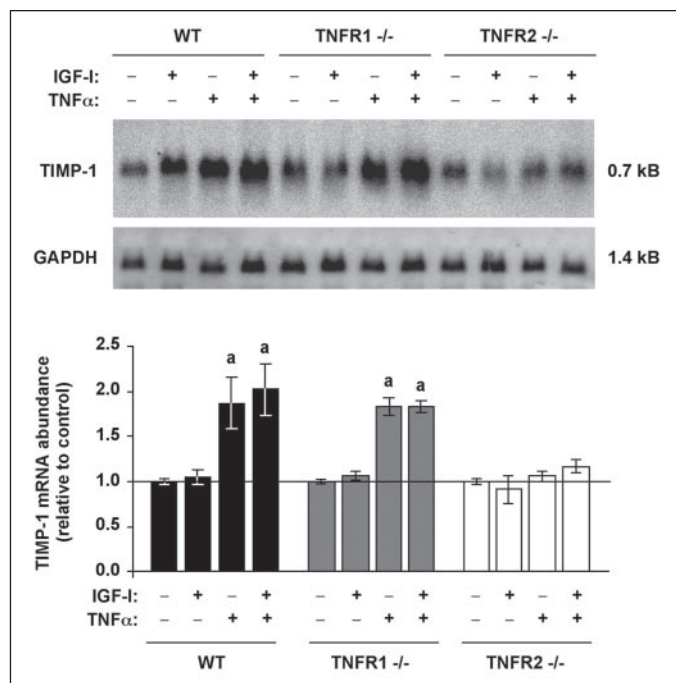 WT TNFR1 -/- TNFR2 -/-
IGF-I: – + – + – + – + – + – +
TNFα: – – + + – – + + – – + +
TIMP-1 0.7 kB
GAPDH 1.4 kB
TIMP-1 mRNA abundance
(relative to control)
2.5
2.0
1.5
1.0
0.5
0.0
a a a a
IGF-I: – + – + – + – + – + – +
TNFα: – – + + – – + + – – + +
WT TNFR1 -/- TNFR2 -/-